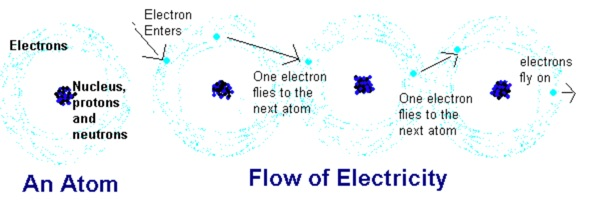 Electrons
Nucleus,
protons
and
neutrons
An Atom
Electron
Enters
One electron
flies to the
next atom
One electron
flies to the
next atom
electrons
fly on
Flow of Electricity